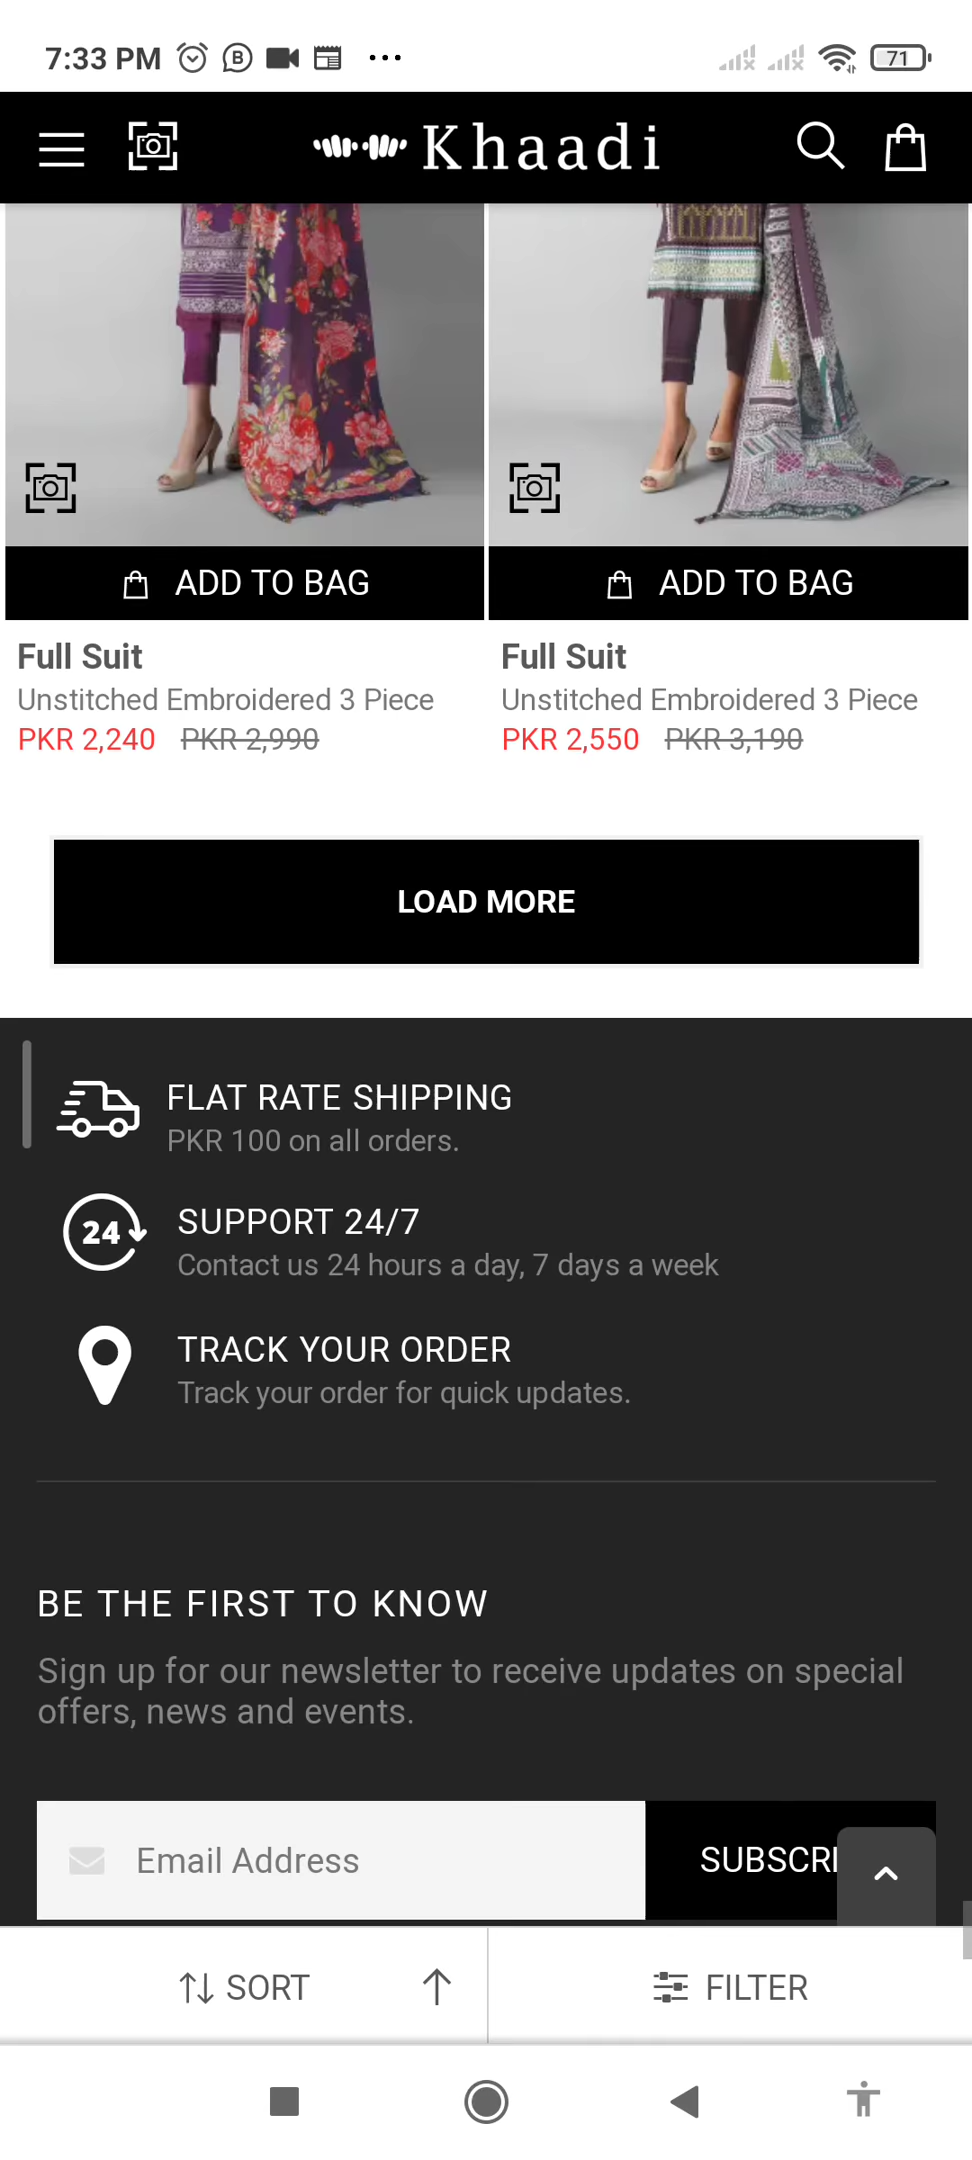 7:33 PM
71
Khaadi
ADD TO BAG
ADD TO BAG
Full Suit
Unstitched Embroidered 3 Piece
PKR 2,240 PKR 2,990
Full Suit
Unstitched Embroidered 3 Piece
PKR 2,550 PKR 3,190
LOAD MORE
FLAT RATE SHIPPING
PKR 100 on all orders.
24
SUPPORT 24/7
Contact us 24 hours a day, 7 days a week
TRACK YOUR ORDER
Track your order for quick updates.
BE THE FIRST TO KNOW
Sign up for our newsletter to receive updates on special
offers, news and events.
Email Address
SUBSCRI
SORT
FILTER